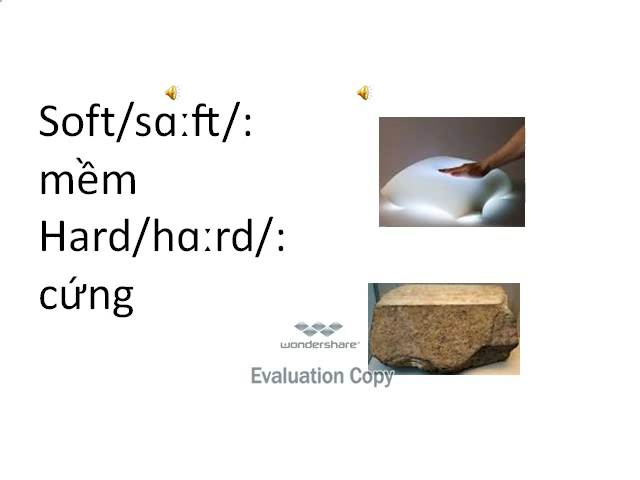 Soft/sɑːft/:
mềm
Hard/hɑːrd/:
cứng
wondershare
Evaluation Copy